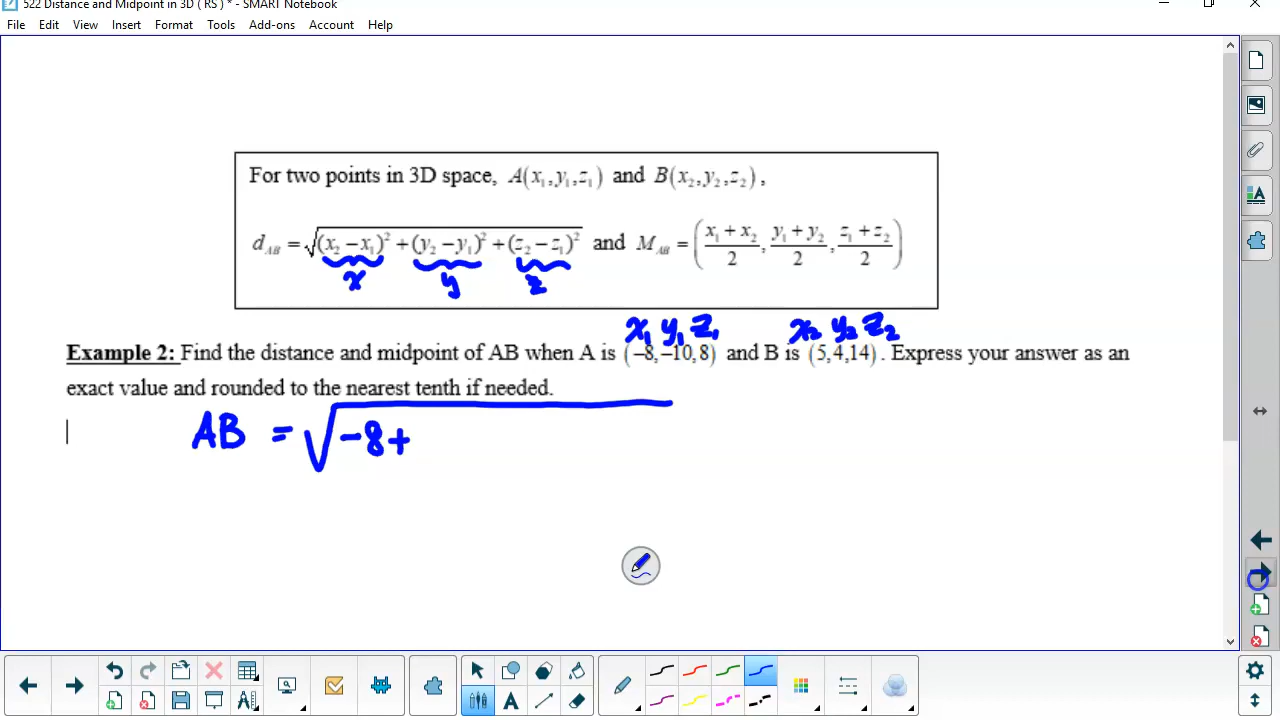 522 Distance and Midpoint in 3D ( RS ) * - SMART Notebook
File Edit View Insert Format Tools Add-ons Account Help
For two points in 3D space, A(x₁,y₁,z₁) and B(x₂,y₂,z₂),
d_AB = √(x₂ − x₁)² + (y₂ − y₁)² + (z₂ − z₁)² and M_AB = (x₁ + x₂ / 2, y₁ + y₂ / 2, z₁ + z₂ / 2)
x y z
x₁ y₁ z₁ x₂ y₂ z₂
Example 2: Find the distance and midpoint of AB when A is (−8,−10,8) and B is (5,4,14). Express your answer as an
exact value and rounded to the nearest tenth if needed.
AB = √-8+